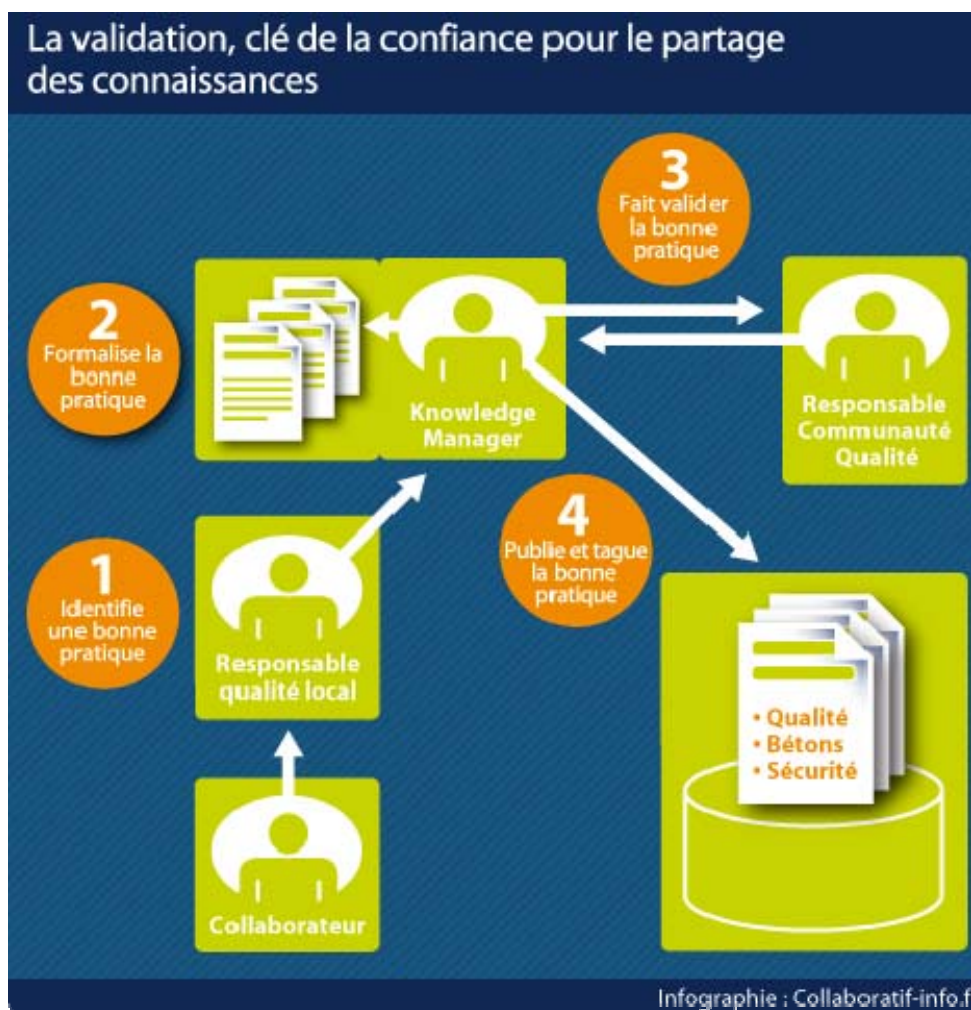 La validation, clé de la confiance pour le partage
des connaissances
3
Fait valider
la bonne
pratique
2
Formalise la
bonne
pratique
Knowledge
Manager
Responsable
Communauté
Qualité
4
Publie et tague
la bonne
pratique
1
Identifie
une bonne
pratique
Responsable
qualité local
• Qualité
• Bétons
• Sécurité
Collaborateur
Infographie : Collaboratif-info.f